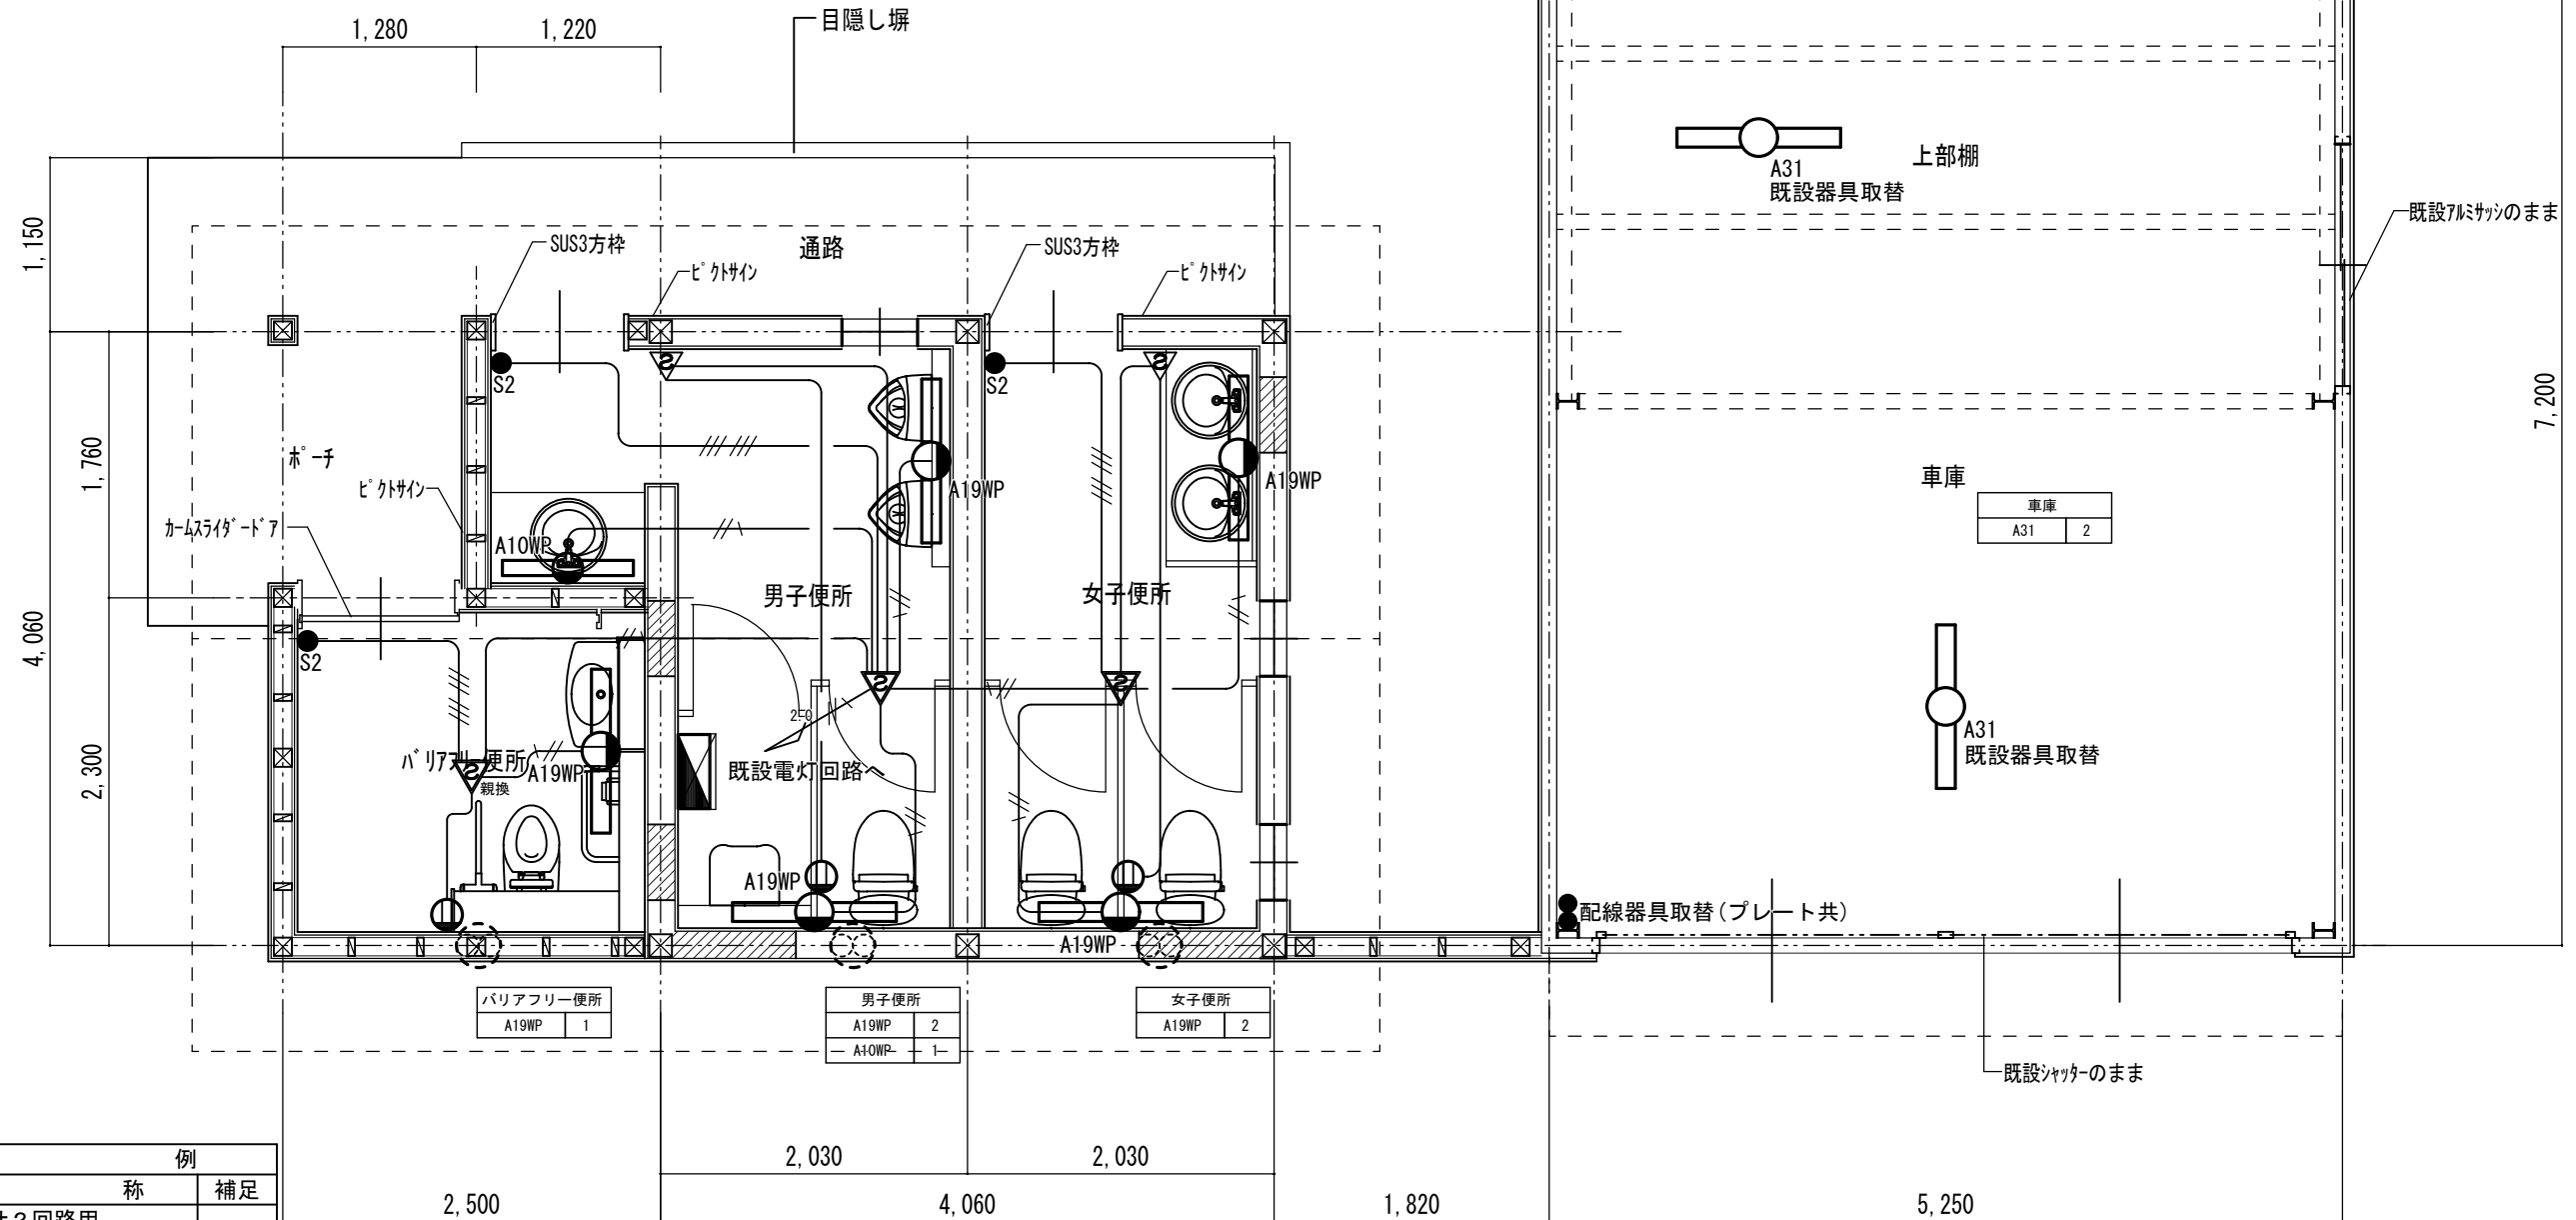 1,280
1,220
目隠し塀
A31
既設器具取替
上部棚
既設ｱﾙﾐｻｯｼのまま
1,150
SUS3方枠
通路
SUS3方枠
ﾋﾟｸﾄｻｲﾝ
ﾋﾟｸﾄｻｲﾝ
S2
S2
7,200
1,760
ﾎﾟｰﾁ
ﾋﾟｸﾄｻｲﾝ
A19WP
A19WP
車庫
車庫
A31 2
ｶｰﾑｽﾗｲﾀﾞｰﾄﾞｱ
A10WP
男子便所
女子便所
4,060
S2
2.0
A31
既設器具取替
2,300
ﾊﾞﾘｱﾌﾘｰ便所
A19WP
親換
既設電灯回路へ
A19WP
配線器具取替(プレート共)
A19WP
バリアフリー便所
A19WP 1
男子便所
A19WP 2
A10WP 1
女子便所
A19WP 2
既設ｼｬｯﾀｰのまま
2,030
2,030
例
称 補足
2回路用
2,500
4,060
1,820
5,250